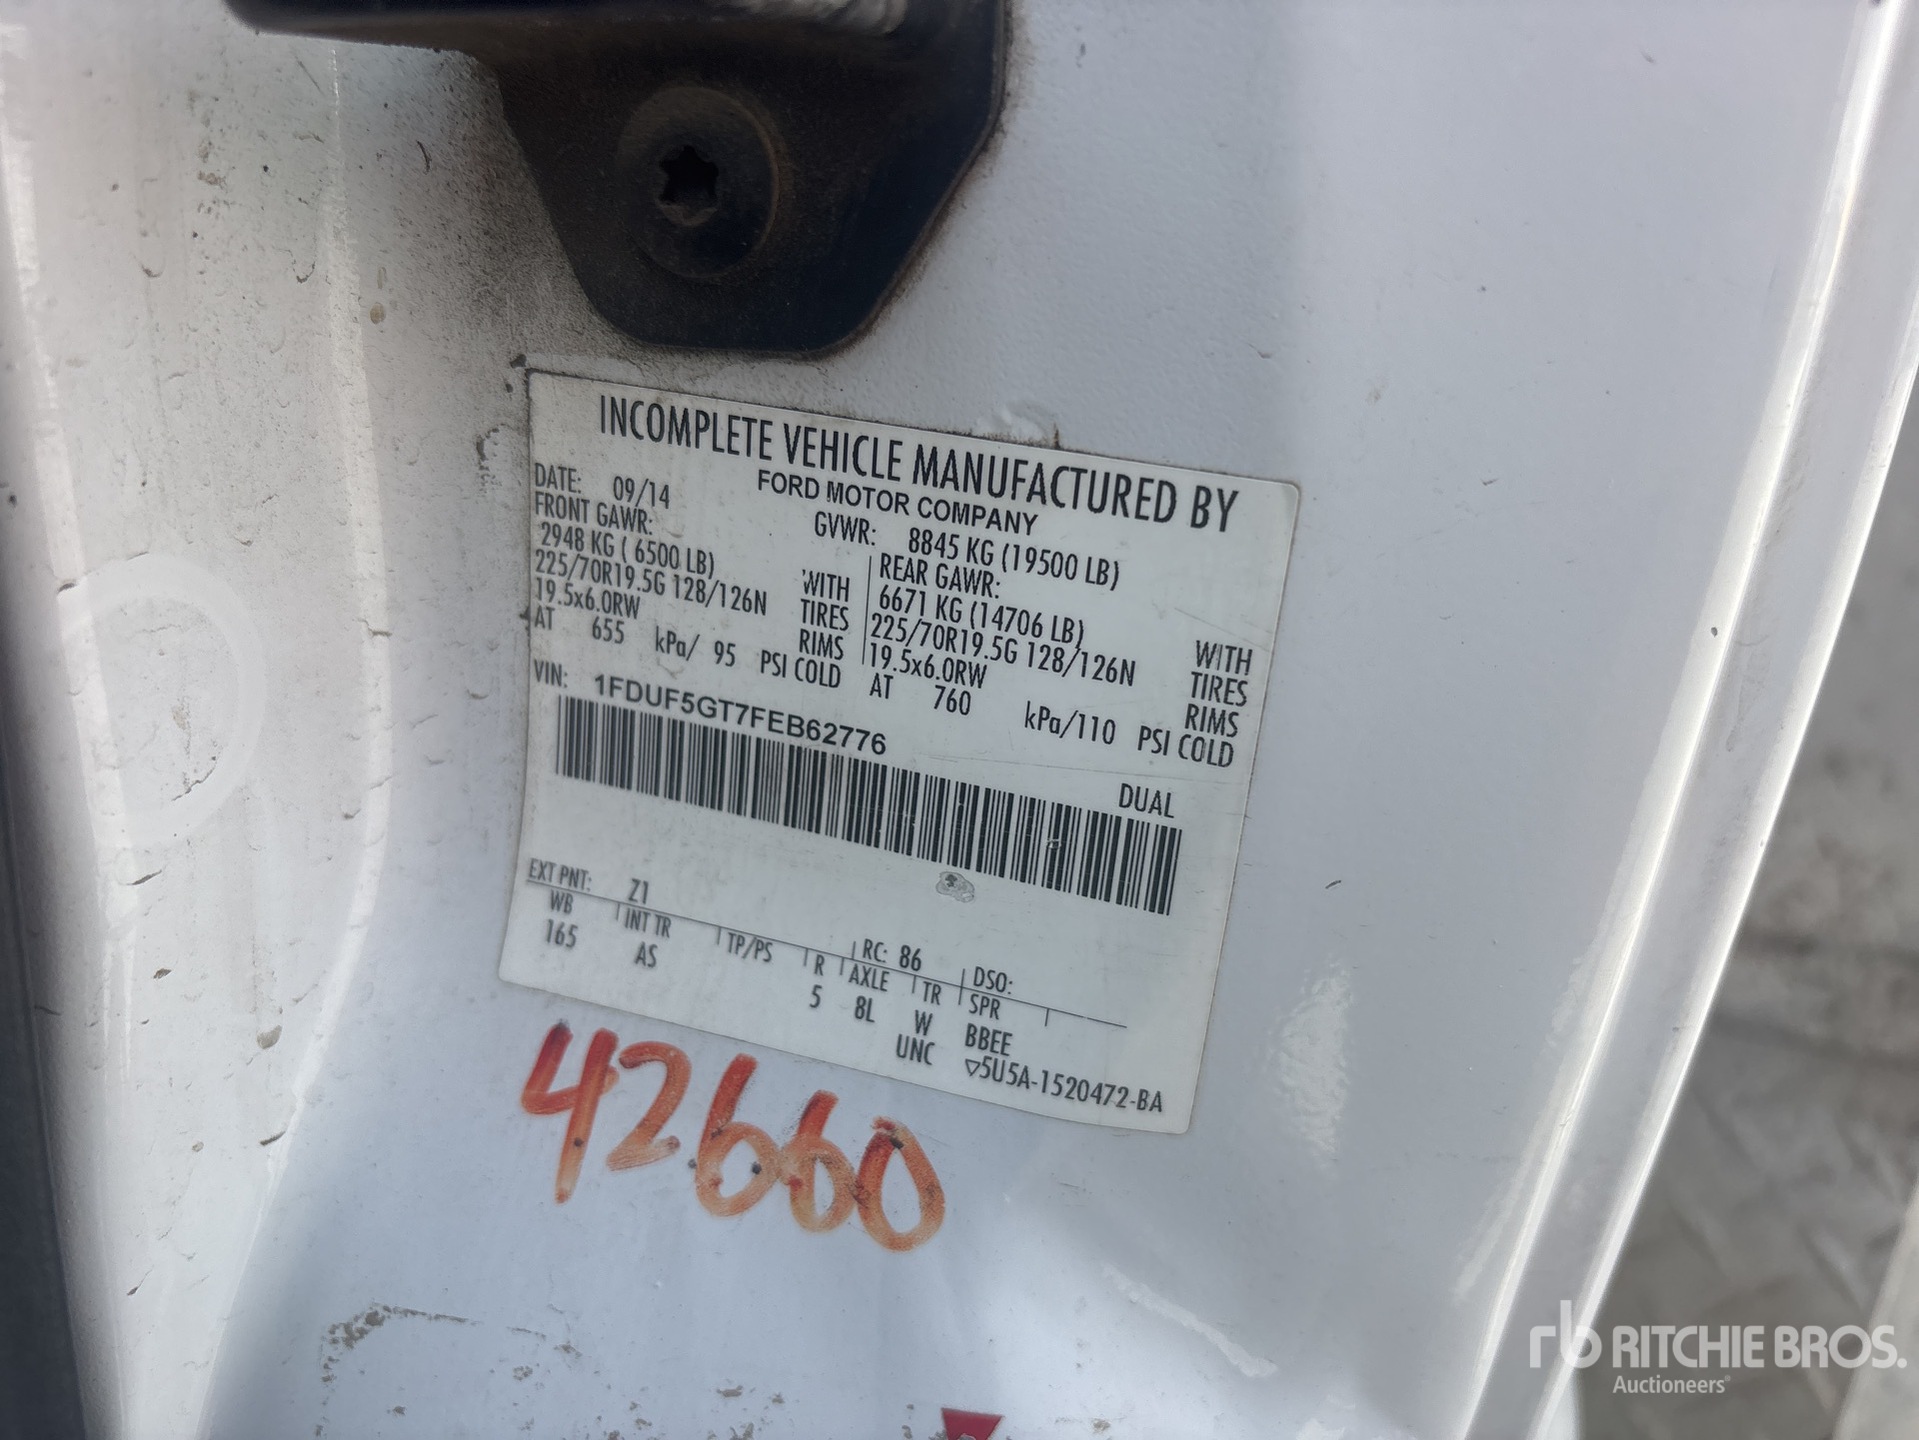 INCOMPLETE VEHICLE MANUFACTURED BY
FORD MOTOR COMPANY
DATE: 09/14 GVWR: 8845 KG (19500 LB)
FRONT GAWR: REAR GAWR:
2948 KG ( 6500 LB) WITH 6671 KG (14706 LB) WITH
225/70R19.5G 128/126N TIRES 225/70R19.5G 128/126N TIRES
19.5x6.0RW RIMS 19.5x6.0RW RIMS
AT 655 kPa/ 95 PSI COLD AT 760 kPa/110 PSI COLD
VIN: 1FDUF5GT7FEB62776
DUAL
EXT PNT: Z1 RC: 86 DSO:
WB INT TR TP/PS R AXLE TR SPR
165 AS 5 8L W BBEE
UNC ▽5U5A-1520472-BA
42660
rb RITCHIE BROS.
Auctioneers®